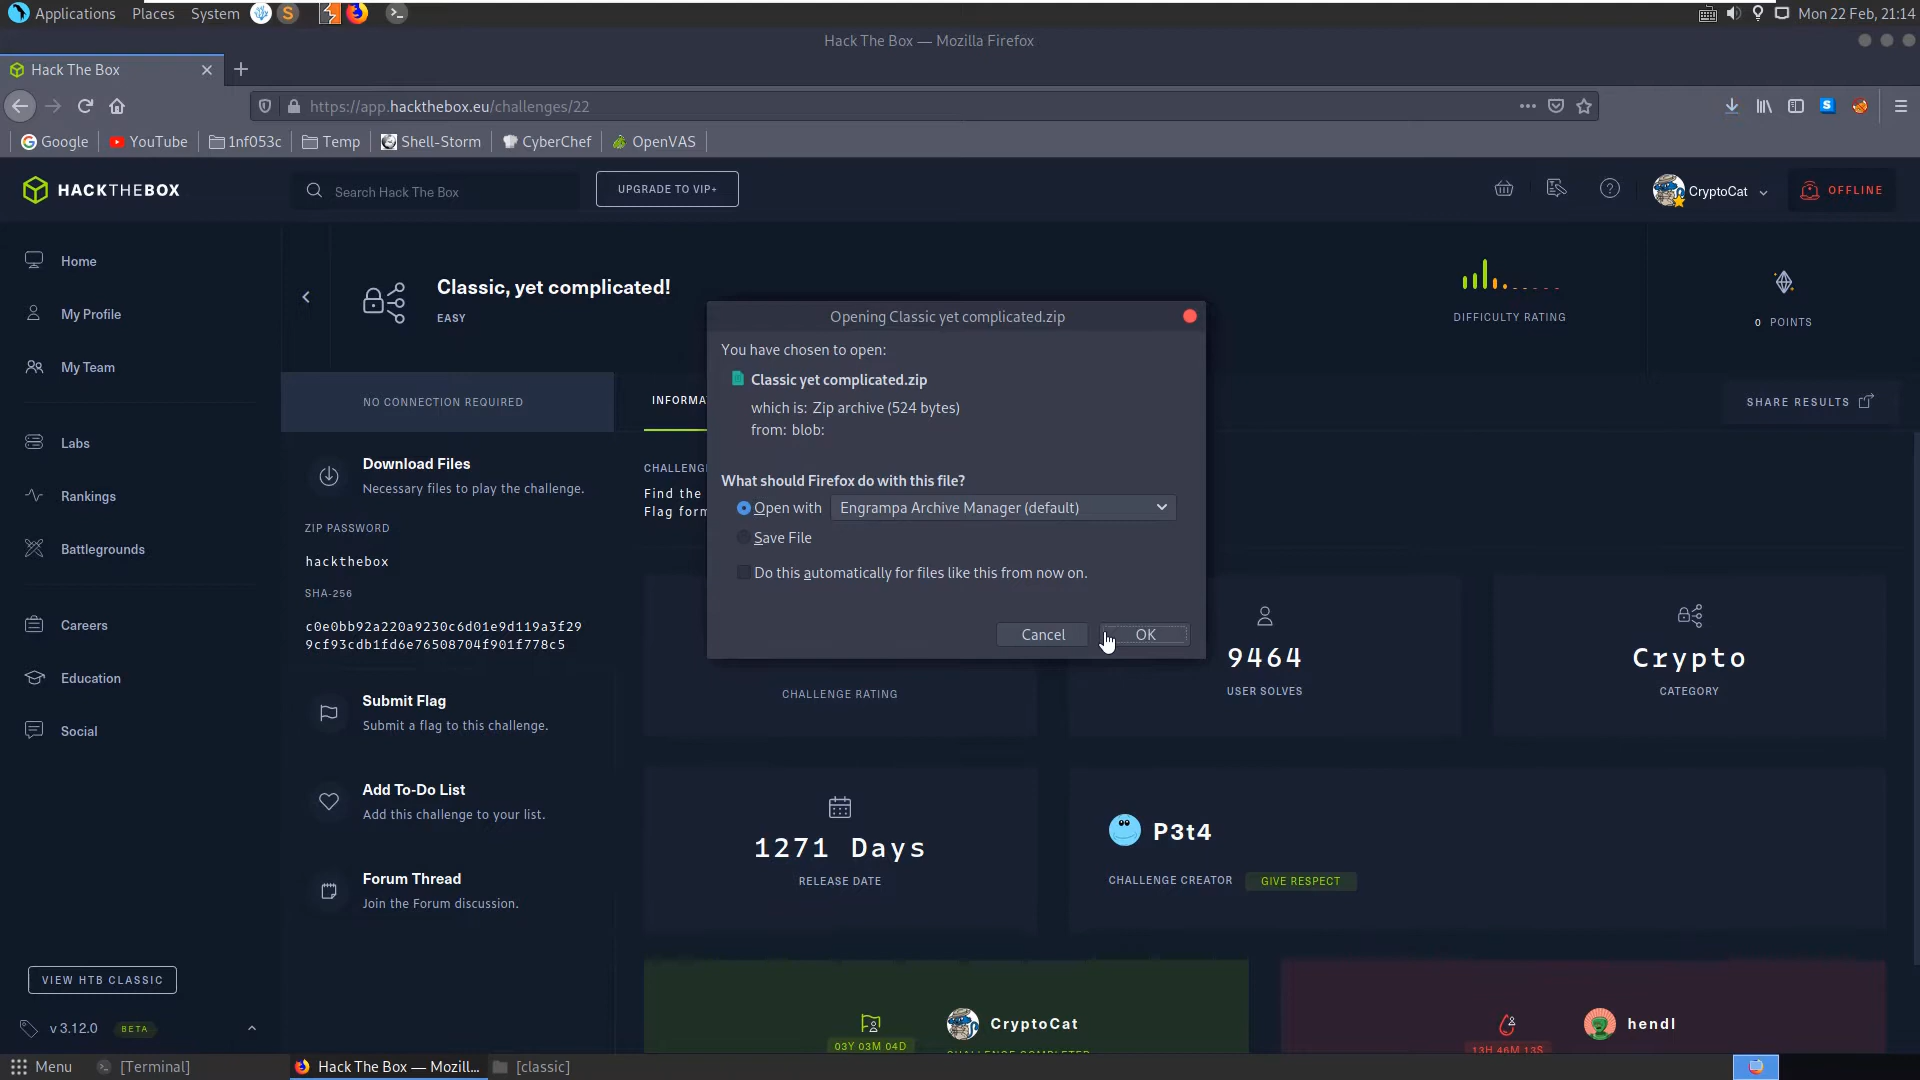 Applications
Places
System
Mon 22 Feb, 21:14
Hack The Box — Mozilla Firefox
Hack The Box
https://app.hackthebox.eu/challenges/22
Google
YouTube
1nf053c
Temp
Shell-Storm
CyberChef
OpenVAS
HACKTHEBOX
Search Hack The Box
UPGRADE TO VIP+
CryptoCat
OFFLINE
Home
My Profile
My Team
Labs
Rankings
Battlegrounds
Careers
Education
Social
VIEW HTB CLASSIC
v 3.12.0
BETA
Classic, yet complicated!
EASY
DIFFICULTY RATING
0 POINTS
NO CONNECTION REQUIRED
INFORMA
SHARE RESULTS
Download Files
Necessary files to play the challenge.
ZIP PASSWORD
hackthebox
SHA-256
c0e0bb92a220a9230c6d01e9d119a3f29
9cf93cdb1fd6e76508704f901f778c5
Submit Flag
Submit a flag to this challenge.
Add To-Do List
Add this challenge to your list.
Forum Thread
Join the Forum discussion.
CHALLENG
Find the
Flag form
Opening Classic yet complicated.zip
You have chosen to open:
Classic yet complicated.zip
which is: Zip archive (524 bytes)
from: blob:
What should Firefox do with this file?
Open with
Engrampa Archive Manager (default)
Save File
Do this automatically for files like this from now on.
Cancel
OK
CHALLENGE RATING
9464
USER SOLVES
Crypto
CATEGORY
1271 Days
RELEASE DATE
P3t4
CHALLENGE CREATOR
GIVE RESPECT
CryptoCat
03Y 03M 04D
CHALLENGE COMPLETED
hendl
13H 46M 13S
Menu
[Terminal]
Hack The Box — Mozill...
[classic]